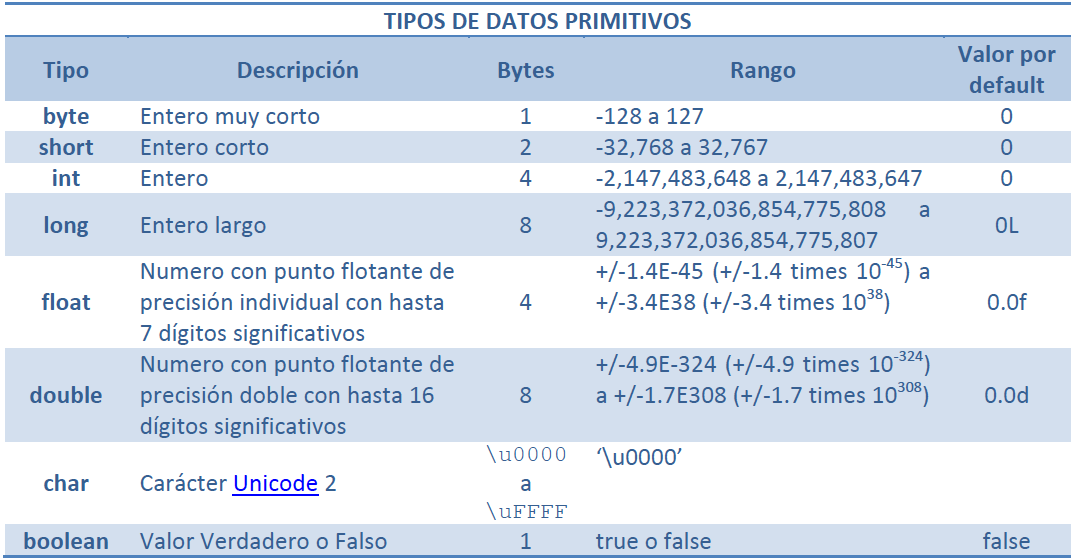 TIPOS DE DATOS PRIMITIVOS
Tipo Descripción Bytes Rango Valor por default
byte Entero muy corto 1 -128 a 127 0
short Entero corto 2 -32,768 a 32,767 0
int Entero 4 -2,147,483,648 a 2,147,483,647 0
long Entero largo 8 -9,223,372,036,854,775,808 a
9,223,372,036,854,775,807 0L
float Numero con punto flotante de
precisión individual con hasta
7 dígitos significativos 4 +/-1.4E-45 (+/-1.4 times 10^-45) a
+/-3.4E38 (+/-3.4 times 10^38) 0.0f
double Numero con punto flotante de
precisión doble con hasta 16
dígitos significativos 8 +/-4.9E-324 (+/-4.9 times 10^-324)
a +/-1.7E308 (+/-1.7 times 10^308) 0.0d
char Carácter Unicode 2 \u0000
a
\uFFFF ‘\u0000’
boolean Valor Verdadero o Falso 1 true o false false